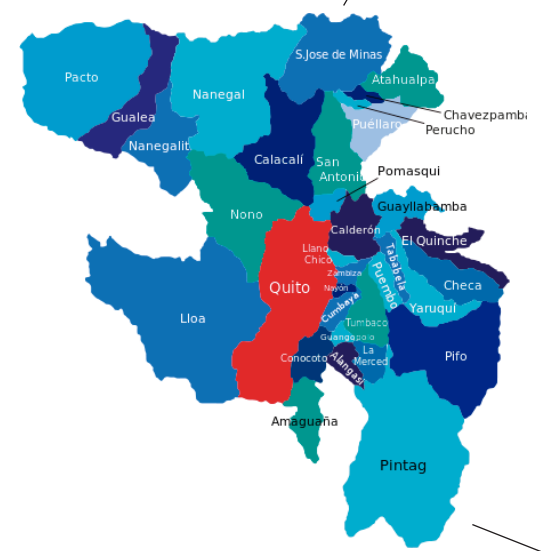 S.Jose de Minas
Pacto
Atahualpa
Nanegal
Gualea
Chavezpamba
Puéllaro
Perucho
Nanegalit
Calacalí
San
Antonio
Pomasqui
Nono
Guayllabamba
Calderón
El Quinche
Llano
Chico
Tababela
Zambiza
Puembo
Checa
Quito
Nayón
Cumbaya
Yaruquí
Lloa
Tumbaco
Guangopolo
Conocoto
La
Merced
Alangasi
Pifo
Amaguaña
Pintag